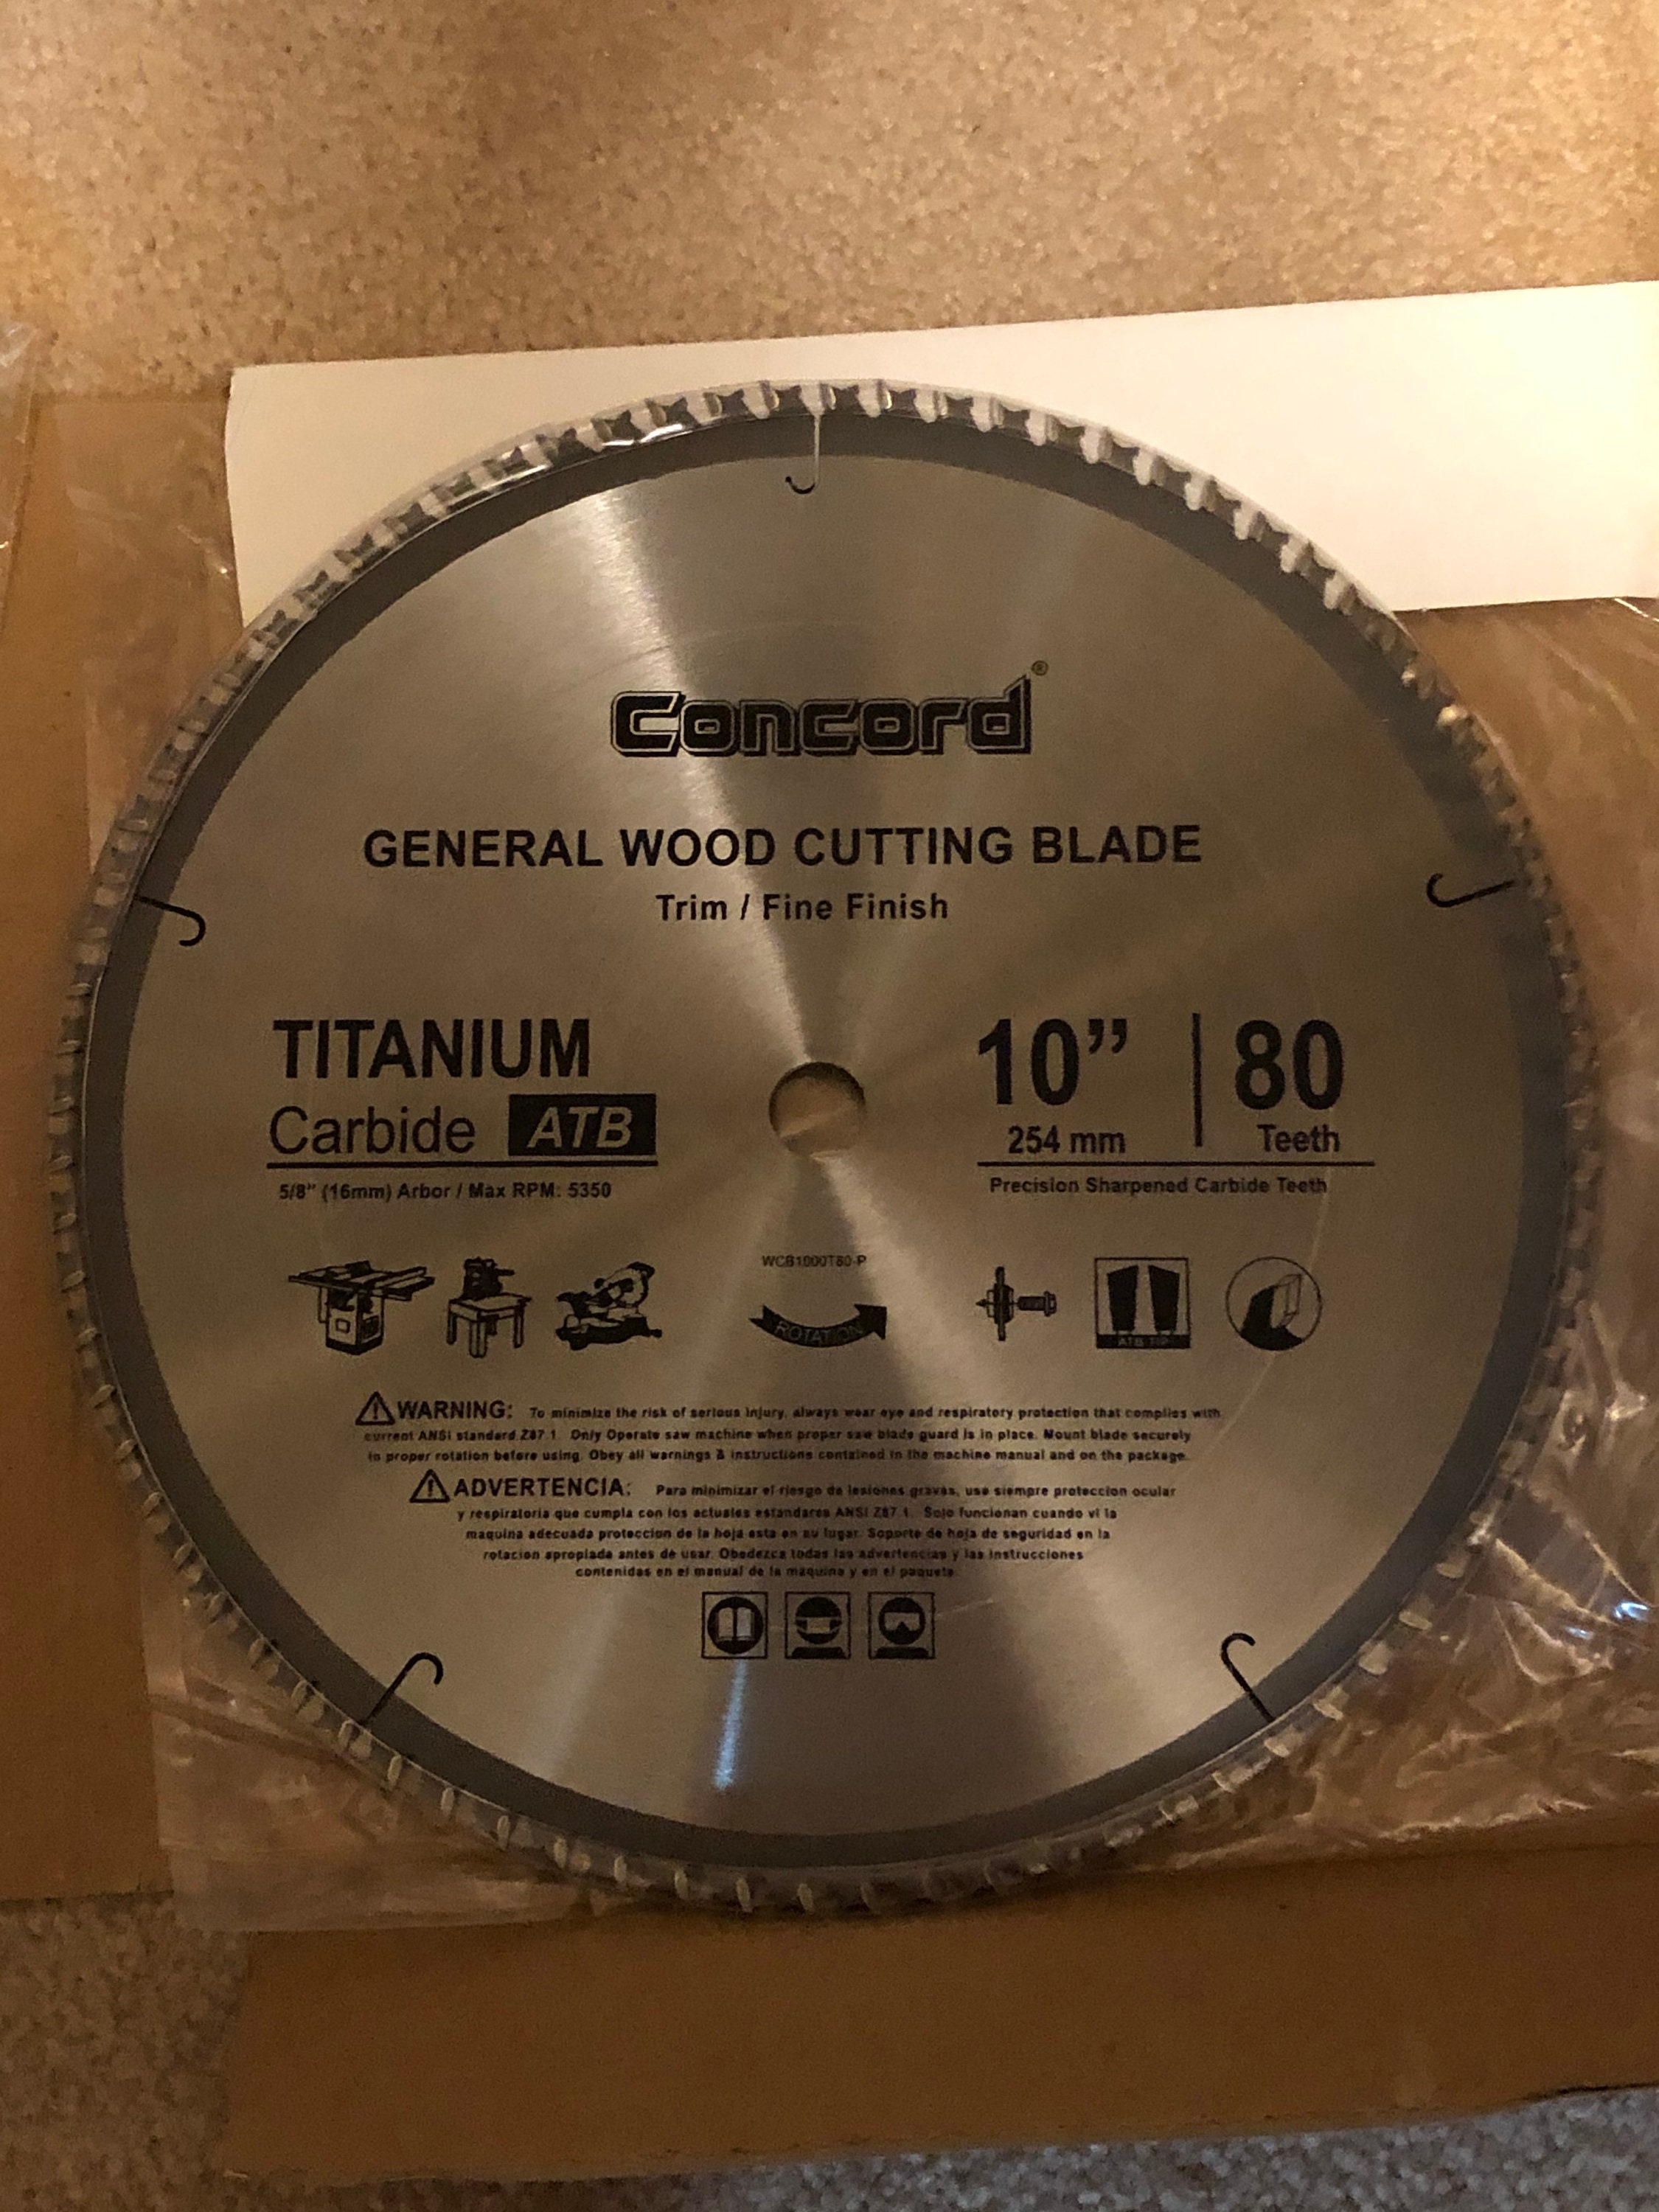 Concord®
GENERAL WOOD CUTTING BLADE
Trim / Fine Finish
TITANIUM
Carbide ATB
5/8" (16mm) Arbor / Max RPM: 5350
10” | 80
254 mm Teeth
Precision Sharpened Carbide Teeth
WCB1000T80-P
ROTATION
ATB TIP
WARNING: To minimize the risk of serious injury, always wear eye and respiratory protection that complies with
current ANSI standard Z87.1. Only Operate saw machine when proper saw blade guard is in place. Mount blade securely
in proper rotation before using. Obey all warnings & instructions contained in the machine manual and on the package.
ADVERTENCIA: Para minimizar el riesgo de lesiones graves, use siempre proteccion ocular
y respiratoria que cumpla con los actuales estandares ANSI Z87.1. Solo funcionan cuando vi la
maquina adecuada proteccion de la hoja esta en su lugar. Soporte de hoja de seguridad en la
rotacion apropiada antes de usar. Obedezca todas las advertencias y las instrucciones
contenidas en el manual de la maquina y en el paquete.